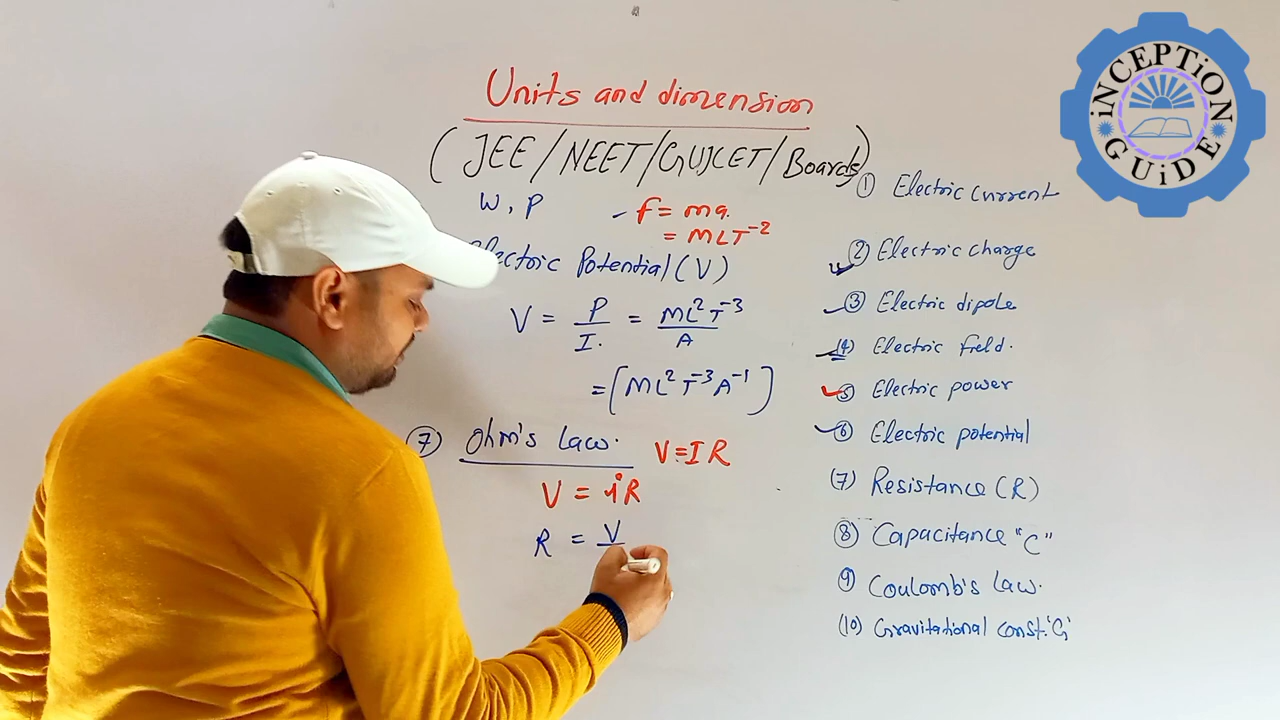 Units and dimension
(JEE/NEET/GUJCET/Boards)
W, P
- f = ma.
= MLT⁻²
Electric Potential (V)
V = P/I. = ML²T⁻³/A
= [ML²T⁻³A⁻¹]
(7) Ohm's Law. V = IR
V = iR
R = V
(1) Electric current
(2) Electric charge
(3) Electric dipole
(4) Electric field.
(5) Electric power
(6) Electric potential
(7) Resistance (R)
(8) Capacitance "C"
(9) Coulomb's Law.
(10) Gravitational const. 'G'
iNCEPTiON
GUiDE